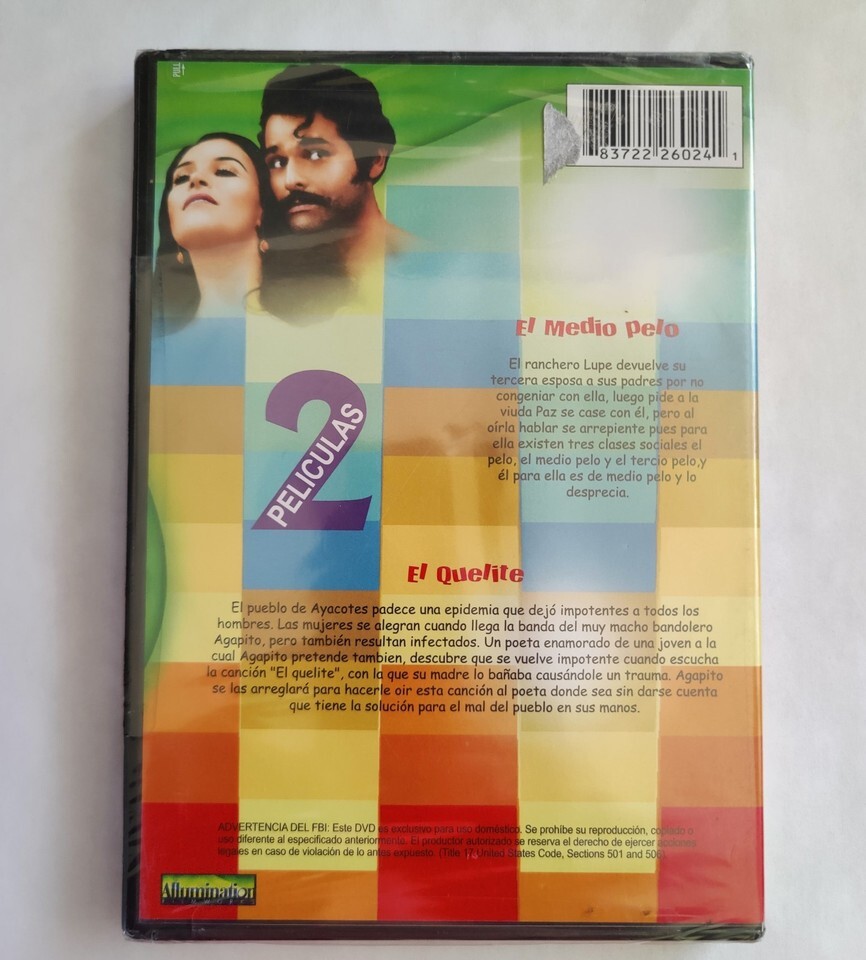 PULL
83722 26024 1
El Medio Pelo
El ranchero Lupe devuelve su
tercera esposa a sus padres por no
congeniar con ella, luego pide a la
viuda Paz se case con él, pero al
oírla hablar se arrepiente pues para
ella existen tres clases sociales el
pelo, el medio pelo y el tercio pelo,y
él para ella es de medio pelo y lo
desprecia.
2
PELICULAS
El Quelite
El pueblo de Ayacotes padece una epidemia que dejó impotentes a todos los
hombres. Las mujeres se alegran cuando llega la banda del muy macho bandolero
Agapito, pero también resultan infectados. Un poeta enamorado de una joven a la
cual Agapito pretende tambien, descubre que se vuelve impotente cuando escucha
la canción "El quelite", con la que su madre lo bañaba causándole un trauma. Agapito
se las arreglará para hacerle oir esta canción al poeta donde sea sin darse cuenta
que tiene la solución para el mal del pueblo en sus manos.
ADVERTENCIA DEL FBI: Este DVD es exclusivo para uso doméstico. Se prohibe su reproducción, copiado o
uso diferente al especificado anteriormente. El productor autorizado se reserva el derecho de ejercer acciones
legales en caso de violación de lo antes expuesto. (Title 17 United States Code, Sections 501 and 506)
Allumination